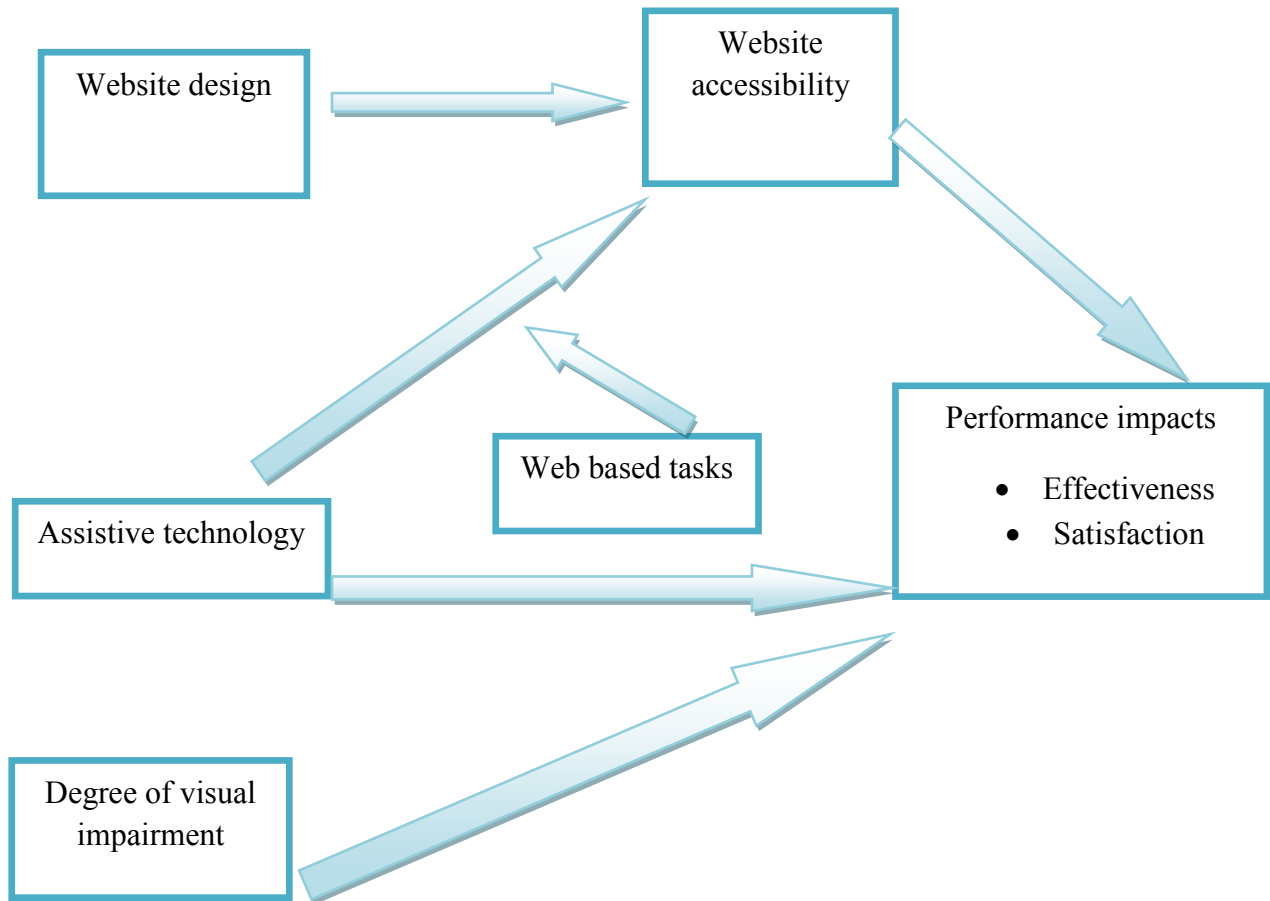 Website design
Website
accessibility
Web based tasks
Performance impacts
• Effectiveness
• Satisfaction
Assistive technology
Degree of visual
impairment